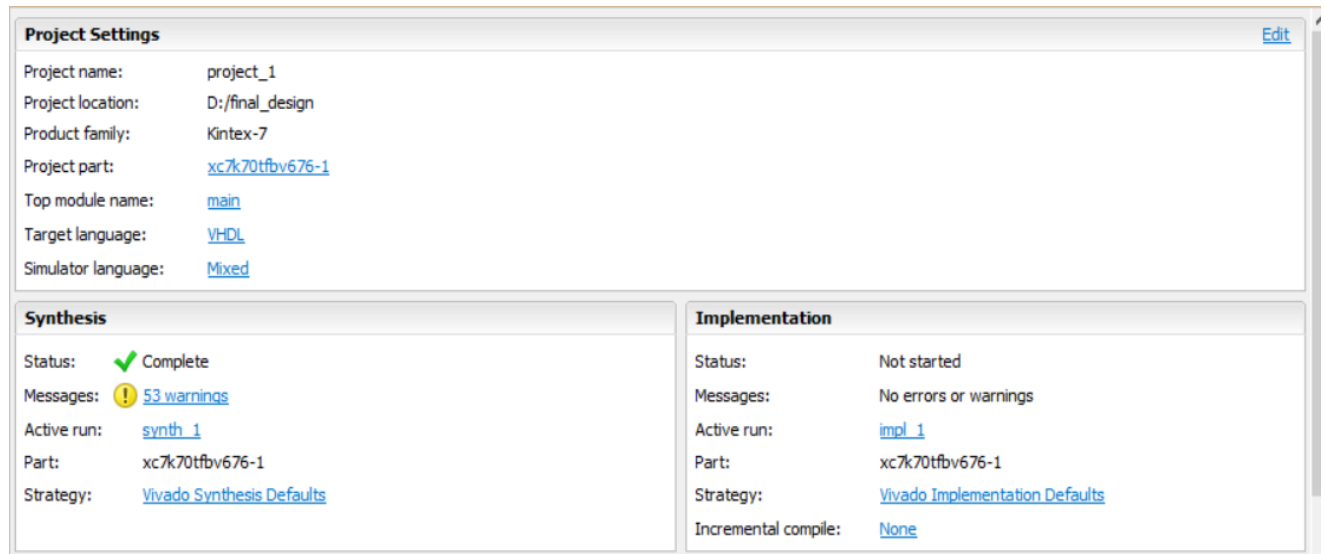 Project Settings Edit
Project name: project_1
Project location: D:/final_design
Product family: Kintex-7
Project part: xc7k70tfbv676-1
Top module name: main
Target language: VHDL
Simulator language: Mixed
Synthesis
Status: Complete
Messages: 53 warnings
Active run: synth_1
Part: xc7k70tfbv676-1
Strategy: Vivado Synthesis Defaults
Implementation
Status: Not started
Messages: No errors or warnings
Active run: impl_1
Part: xc7k70tfbv676-1
Strategy: Vivado Implementation Defaults
Incremental compile: None